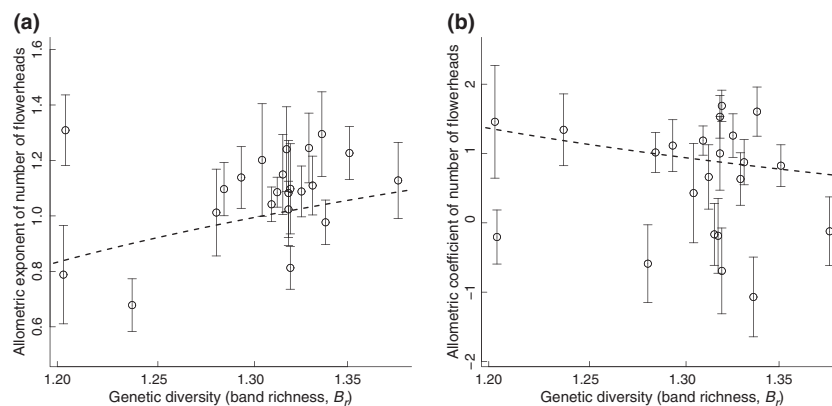 (a)
Allometric exponent of number of flowerheads
1.6
1.4
1.2
1.0
0.8
0.6
1.20 1.25 1.30 1.35
Genetic diversity (band richness, Br)
(b)
Allometric coefficient of number of flowerheads
2
1
0
−1
−2
1.20 1.25 1.30 1.35
Genetic diversity (band richness, Br)